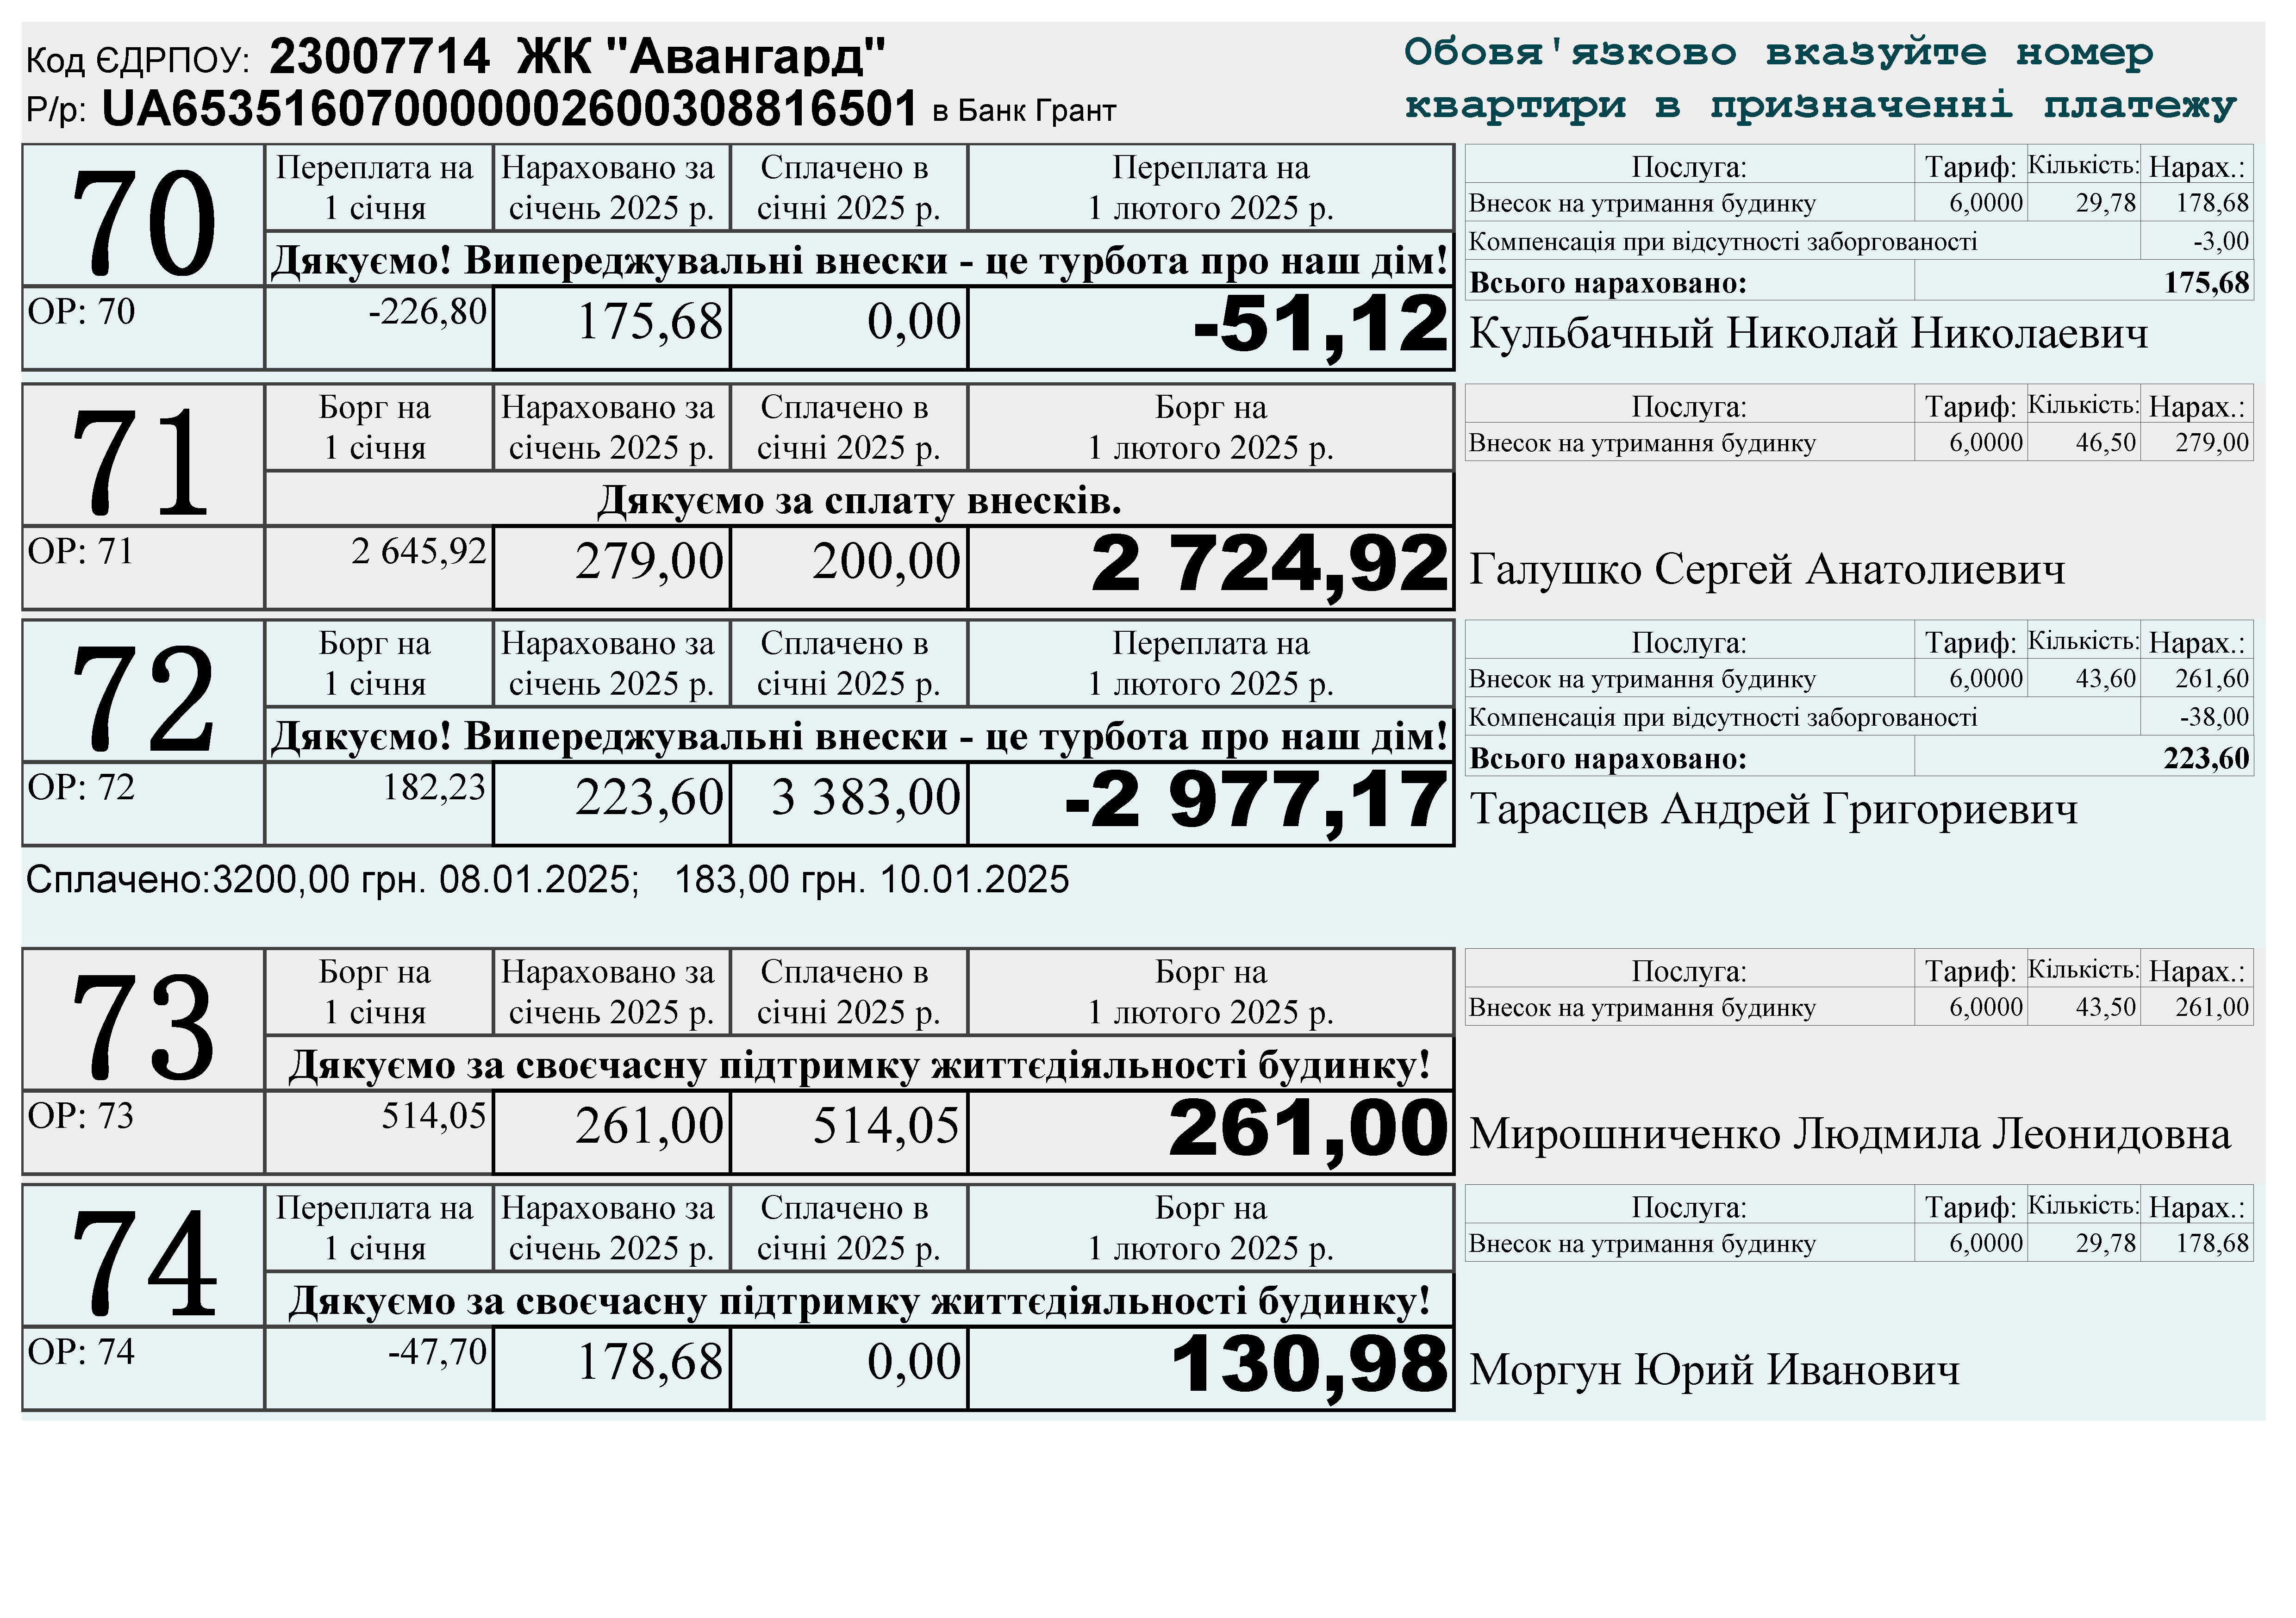 Код ЄДРПОУ: 23007714 ЖК "Авангард"
Р/р: UA653516070000002600308816501 в Банк Грант
Обовя'язково вказуйте номер
квартири в призначенні платежу
70
Переплата на 1 січня Нараховано за січень 2025 р. Сплачено в січні 2025 р. Переплата на 1 лютого 2025 р.
Дякуємо! Випереджувальні внески - це турбота про наш дім!
ОР: 70 -226,80 175,68 0,00 -51,12
Послуга: Тариф: Кількість: Нарах.:
Внесок на утримання будинку 6,0000 29,78 178,68
Компенсація при відсутності заборгованості -3,00
Всього нараховано: 175,68
Кульбачный Николай Николаевич
71
Борг на 1 січня Нараховано за січень 2025 р. Сплачено в січні 2025 р. Борг на 1 лютого 2025 р.
Дякуємо за сплату внесків.
ОР: 71 2 645,92 279,00 200,00 2 724,92
Послуга: Тариф: Кількість: Нарах.:
Внесок на утримання будинку 6,0000 46,50 279,00
Галушко Сергей Анатолиевич
72
Борг на 1 січня Нараховано за січень 2025 р. Сплачено в січні 2025 р. Переплата на 1 лютого 2025 р.
Дякуємо! Випереджувальні внески - це турбота про наш дім!
ОР: 72 182,23 223,60 3 383,00 -2 977,17
Послуга: Тариф: Кількість: Нарах.:
Внесок на утримання будинку 6,0000 43,60 261,60
Компенсація при відсутності заборгованості -38,00
Всього нараховано: 223,60
Тарасцев Андрей Григориевич
Сплачено:3200,00 грн. 08.01.2025; 183,00 грн. 10.01.2025
73
Борг на 1 січня Нараховано за січень 2025 р. Сплачено в січні 2025 р. Борг на 1 лютого 2025 р.
Дякуємо за своєчасну підтримку життєдіяльності будинку!
ОР: 73 514,05 261,00 514,05 261,00
Послуга: Тариф: Кількість: Нарах.:
Внесок на утримання будинку 6,0000 43,50 261,00
Мирошниченко Людмила Леонидовна
74
Переплата на 1 січня Нараховано за січень 2025 р. Сплачено в січні 2025 р. Борг на 1 лютого 2025 р.
Дякуємо за своєчасну підтримку життєдіяльності будинку!
ОР: 74 -47,70 178,68 0,00 130,98
Послуга: Тариф: Кількість: Нарах.:
Внесок на утримання будинку 6,0000 29,78 178,68
Моргун Юрий Иванович